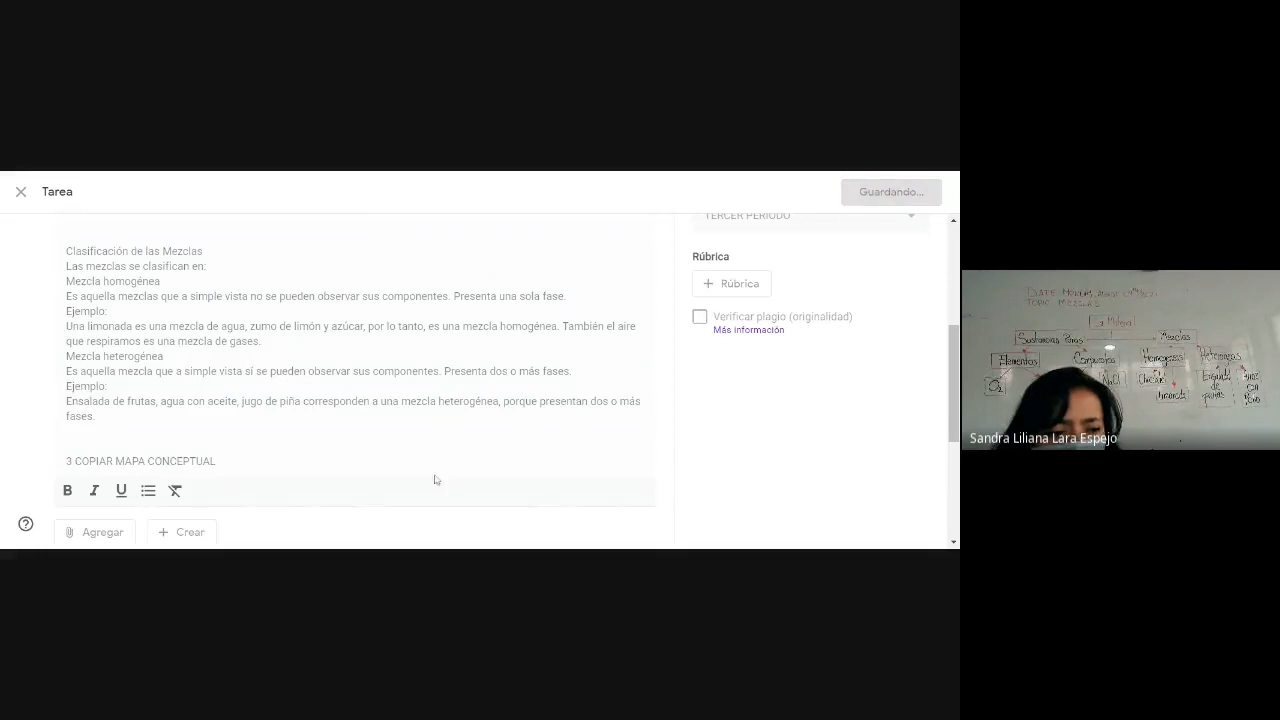 Tarea
Guardando...
TERCER PERIODO
Clasificación de las Mezclas
Las mezclas se clasifican en:
Mezcla homogénea
Es aquella mezclas que a simple vista no se pueden observar sus componentes. Presenta una sola fase.
Ejemplo:
Una limonada es una mezcla de agua, zumo de limón y azúcar, por lo tanto, es una mezcla homogénea. También el aire
que respiramos es una mezcla de gases.
Mezcla heterogénea
Es aquella mezcla que a simple vista sí se pueden observar sus componentes. Presenta dos o más fases.
Ejemplo:
Ensalada de frutas, agua con aceite, jugo de piña corresponden a una mezcla heterogénea, porque presentan dos o más
fases.
3 COPIAR MAPA CONCEPTUAL
B I U
Agregar
Crear
Rúbrica
Rúbrica
Verificar plagio (originalidad)
Más información
Sustancias Puras
Mezclas
Elementos
Compuestos
O₂
NaCl
Sandra Liliana Lara Espejo